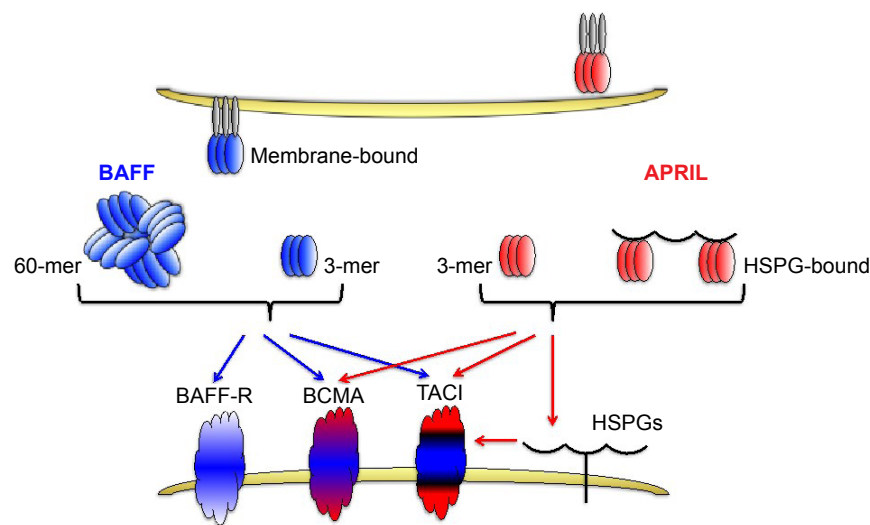 Membrane-bound
BAFF
APRIL
60-mer
3-mer
3-mer
HSPG-bound
BAFF-R
BCMA
TACI
HSPGs